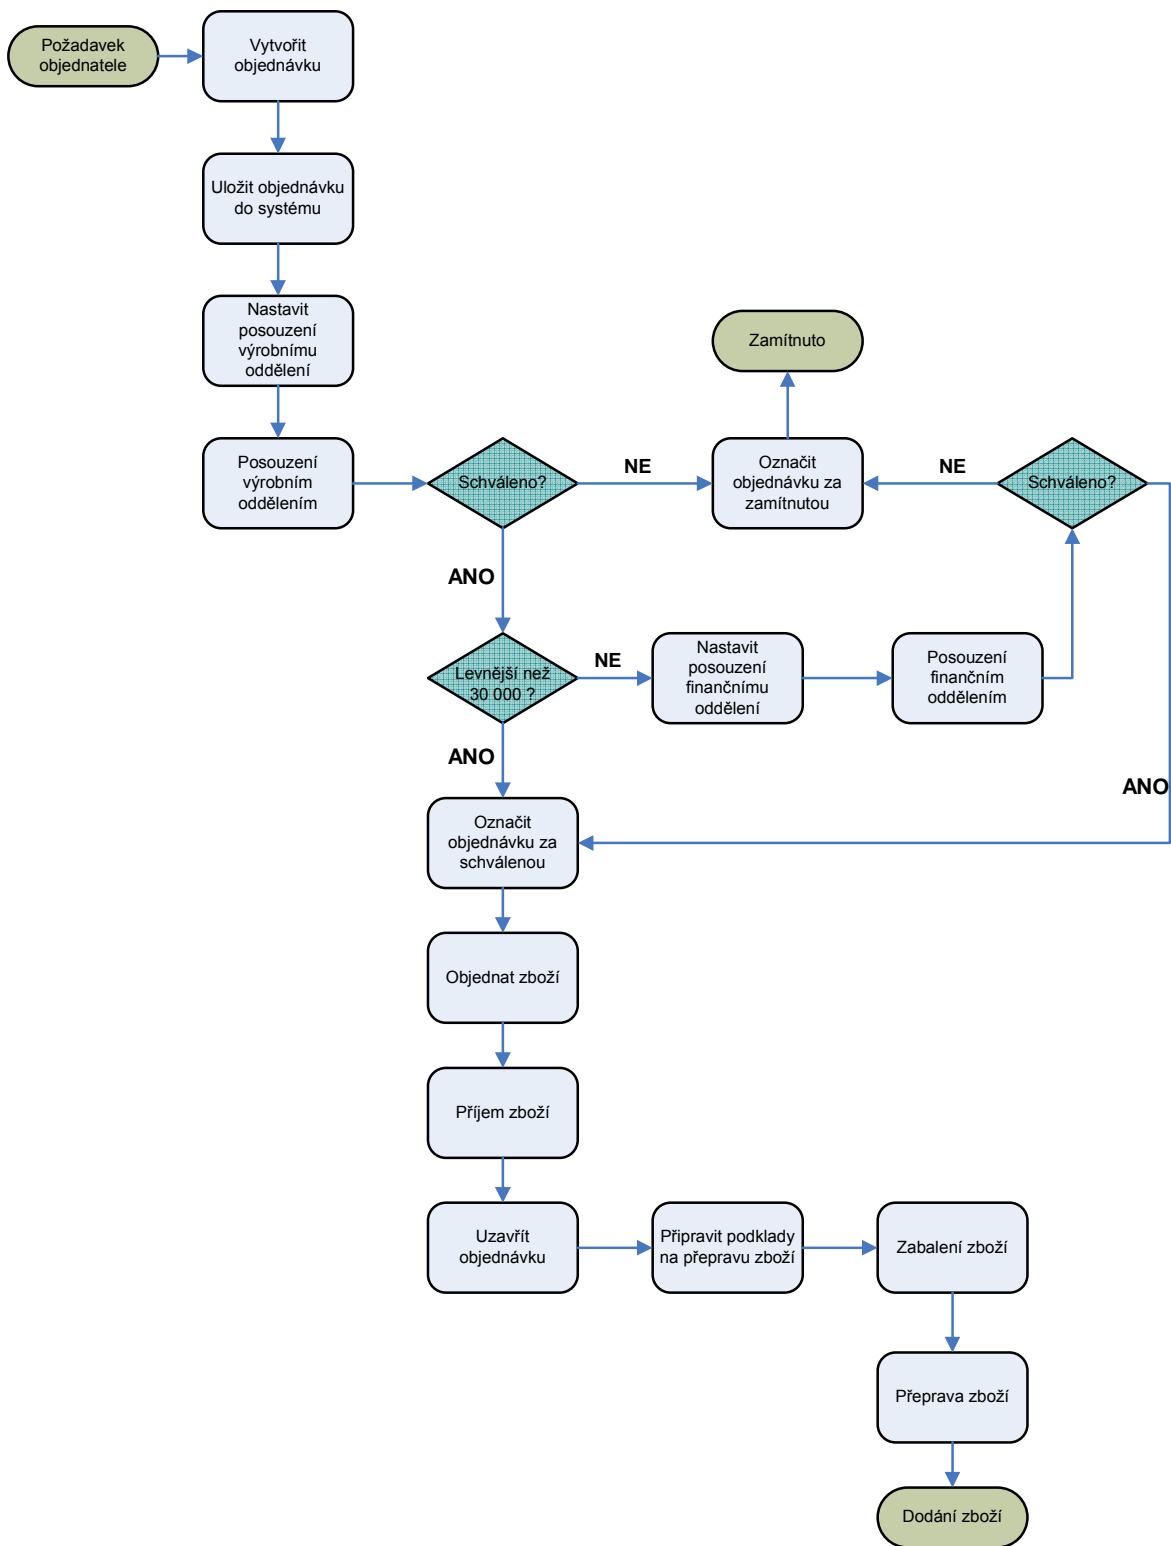 Požadavek
objednatele
Vytvořit
objednávku
Uložit objednávku
do systému
Nastavit
posouzení
výrobnímu
oddělení
Zamítnuto
Posouzení
výrobním
oddělením
Schváleno?
NE
Označit
objednávku za
zamítnutou
NE
Schváleno?
ANO
Levnější než
30 000 ?
NE
Nastavit
posouzení
finančnímu
oddělení
Posouzení
finančním
oddělením
ANO
ANO
Označit
objednávku za
schválenou
Objednat zboží
Příjem zboží
Uzavřít
objednávku
Připravit podklady
na přepravu zboží
Zabalení zboží
Přeprava zboží
Dodání zboží